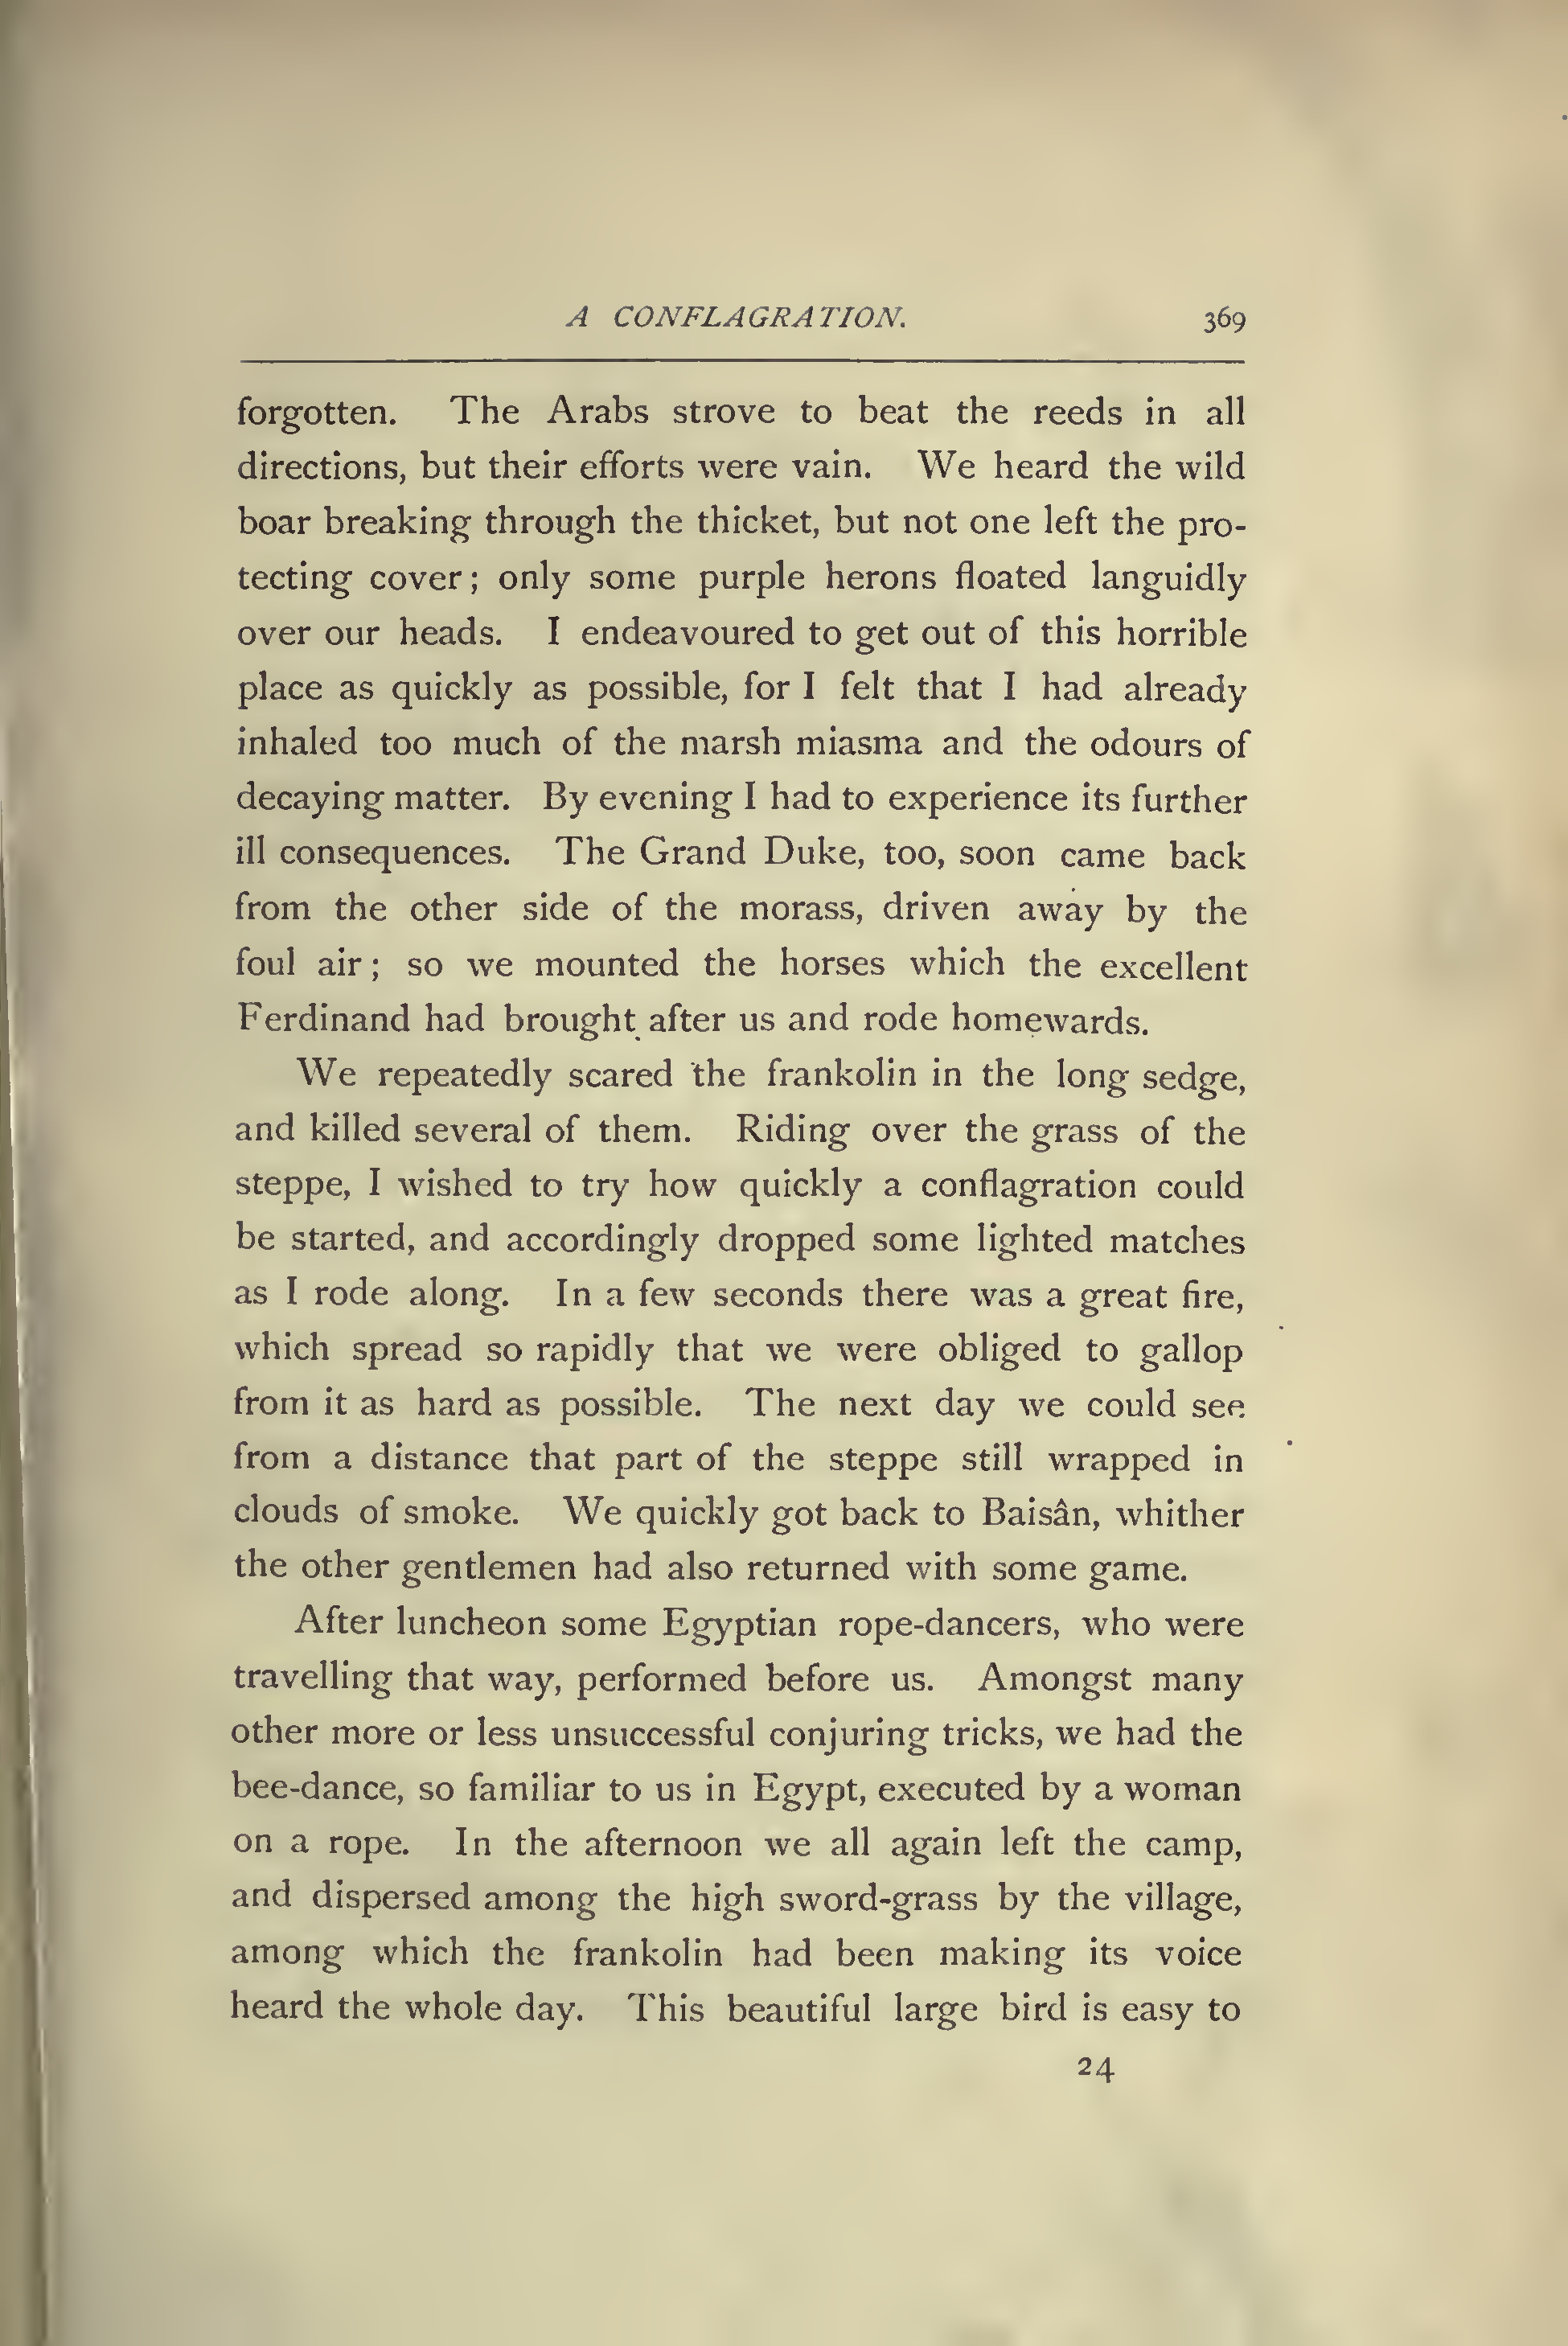 A CONFLAGRATION. 369
forgotten. The Arabs strove to beat the reeds in all
directions, but their efforts were vain. We heard the wild
boar breaking through the thicket, but not one left the pro-
tecting cover; only some purple herons floated languidly
over our heads. I endeavoured to get out of this horrible
place as quickly as possible, for I felt that I had already
inhaled too much of the marsh miasma and the odours of
decaying matter. By evening I had to experience its further
ill consequences. The Grand Duke, too, soon came back
from the other side of the morass, driven away by the
foul air; so we mounted the horses which the excellent
Ferdinand had brought after us and rode homewards.
We repeatedly scared the frankolin in the long sedge,
and killed several of them. Riding over the grass of the
steppe, I wished to try how quickly a conflagration could
be started, and accordingly dropped some lighted matches
as I rode along. In a few seconds there was a great fire,
which spread so rapidly that we were obliged to gallop
from it as hard as possible. The next day we could see
from a distance that part of the steppe still wrapped in
clouds of smoke. We quickly got back to Baisân, whither
the other gentlemen had also returned with some game.
After luncheon some Egyptian rope-dancers, who were
travelling that way, performed before us. Amongst many
other more or less unsuccessful conjuring tricks, we had the
bee-dance, so familiar to us in Egypt, executed by a woman
on a rope. In the afternoon we all again left the camp,
and dispersed among the high sword-grass by the village,
among which the frankolin had been making its voice
heard the whole day. This beautiful large bird is easy to
24